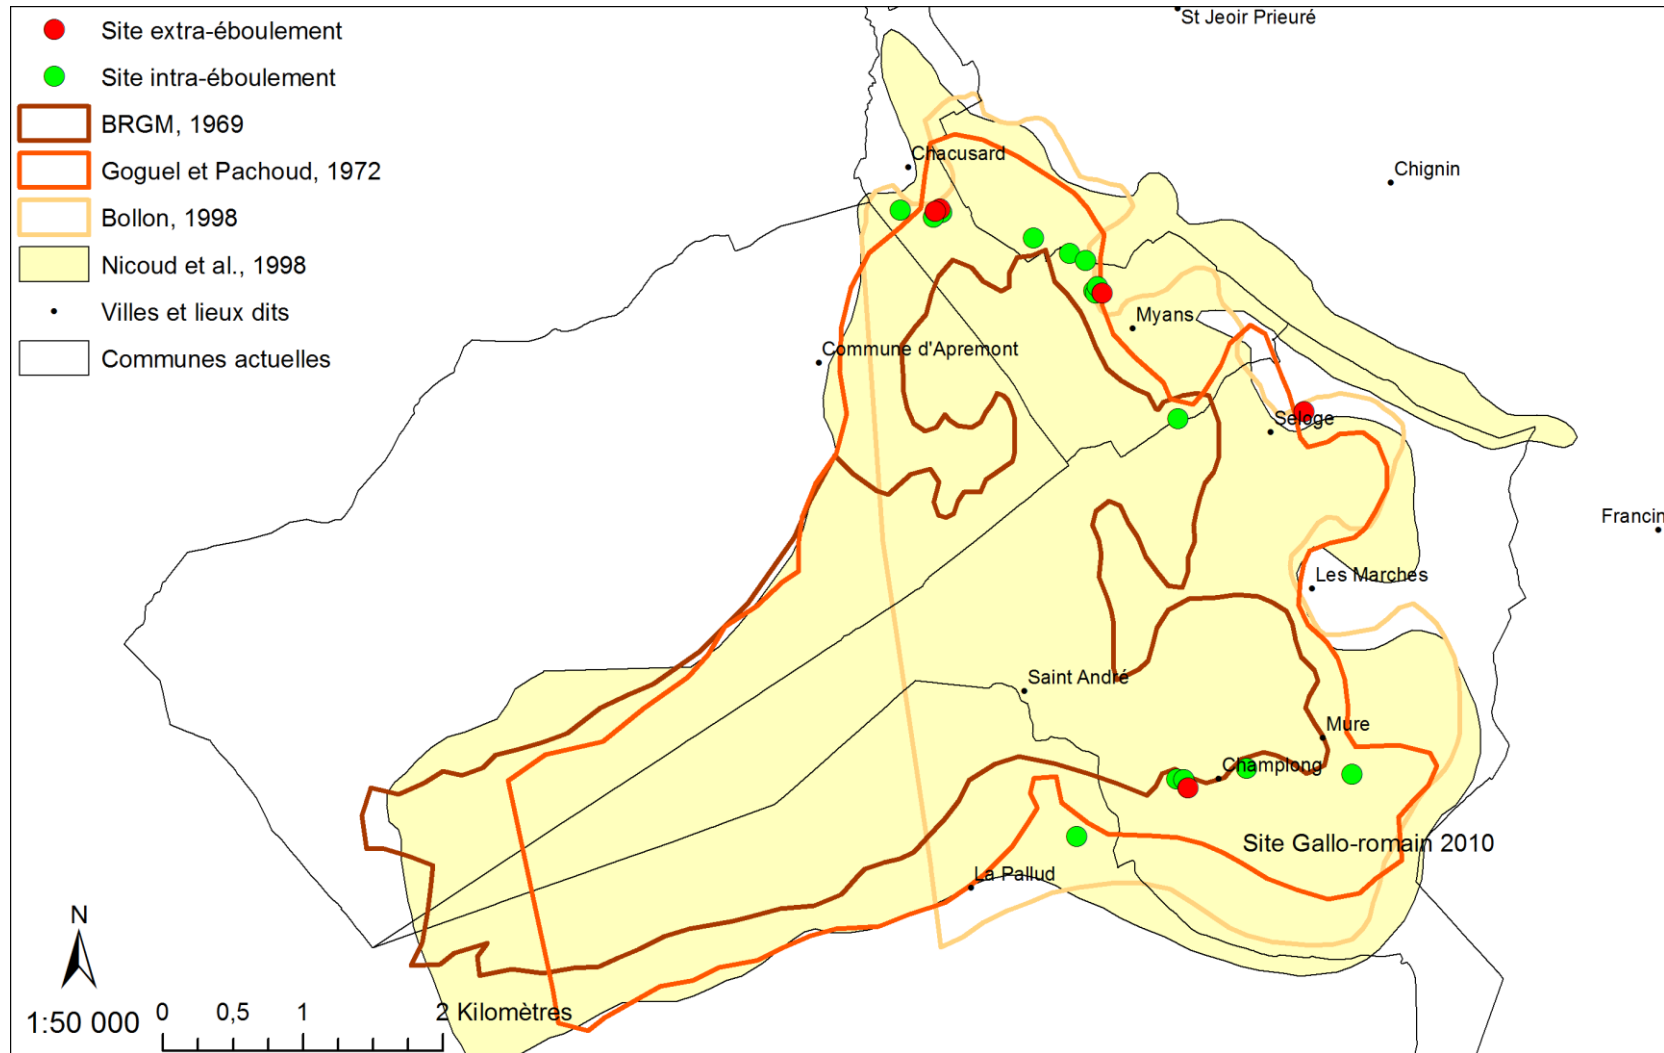 St Jeoir Prieuré
Site extra-éboulement
Site intra-éboulement
BRGM, 1969
Goguel et Pachoud, 1972
Bollon, 1998
Nicoud et al., 1998
Villes et lieux dits
Communes actuelles
Chacusard
Chignin
Myans
Commune d'Apremont
Seloge
Francin
Les Marches
Saint André
Mure
Champlong
Site Gallo-romain 2010
La Pallud
N
1:50 000
0 0,5 1 2 Kilomètres